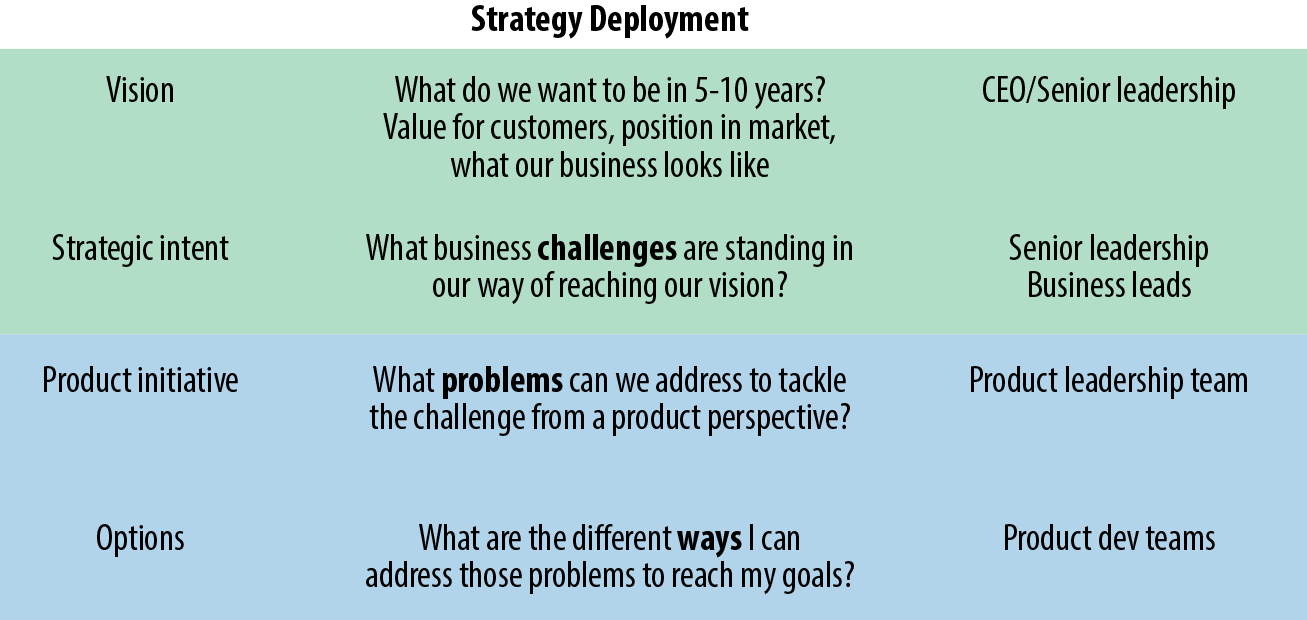 Strategy Deployment
Vision
What do we want to be in 5-10 years?
Value for customers, position in market,
what our business looks like
CEO/Senior leadership
Strategic intent
What business challenges are standing in
our way of reaching our vision?
Senior leadership
Business leads
Product initiative
What problems can we address to tackle
the challenge from a product perspective?
Product leadership team
Options
What are the different ways I can
address those problems to reach my goals?
Product dev teams